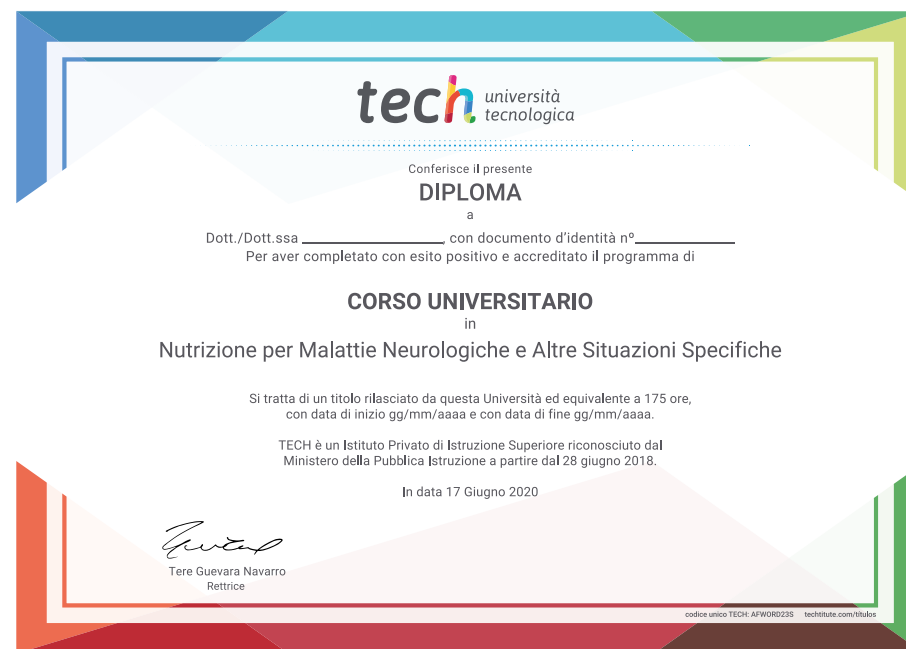 tech università
tecnologica
Conferisce il presente
DIPLOMA
a
Dott./Dott.ssa ________________, con documento d'identità nº____________
Per aver completato con esito positivo e accreditato il programma di
CORSO UNIVERSITARIO
in
Nutrizione per Malattie Neurologiche e Altre Situazioni Specifiche
Si tratta di un titolo rilasciato da questa Università ed equivalente a 175 ore,
con data di inizio gg/mm/aaaa e con data di fine gg/mm/aaaa.
TECH è un Istituto Privato di Istruzione Superiore riconosciuto dal
Ministero della Pubblica Istruzione a partire dal 28 giugno 2018.
In data 17 Giugno 2020
Tere Guevara Navarro
Rettrice
codice unico TECH: AFWORD23S techtitute.com/titulos